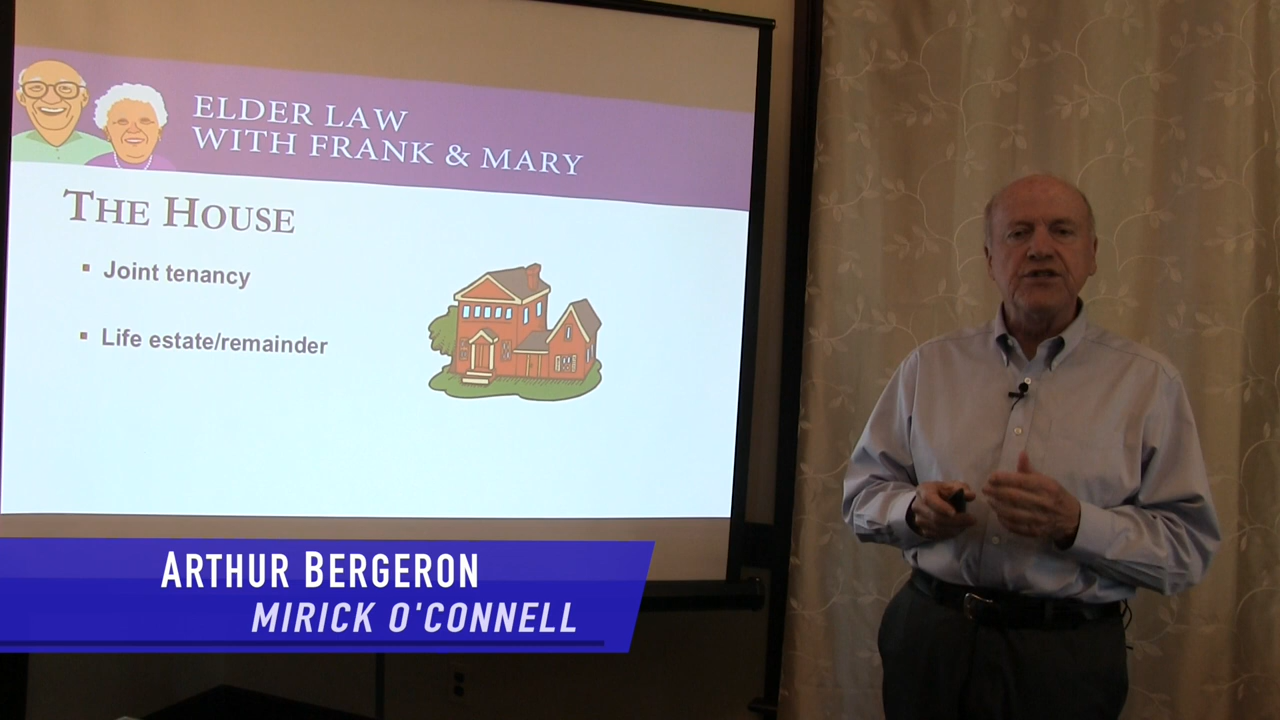 ELDER LAW
WITH FRANK & MARY
THE HOUSE
▪ Joint tenancy
▪ Life estate/remainder
ARTHUR BERGERON
MIRICK O'CONNELL